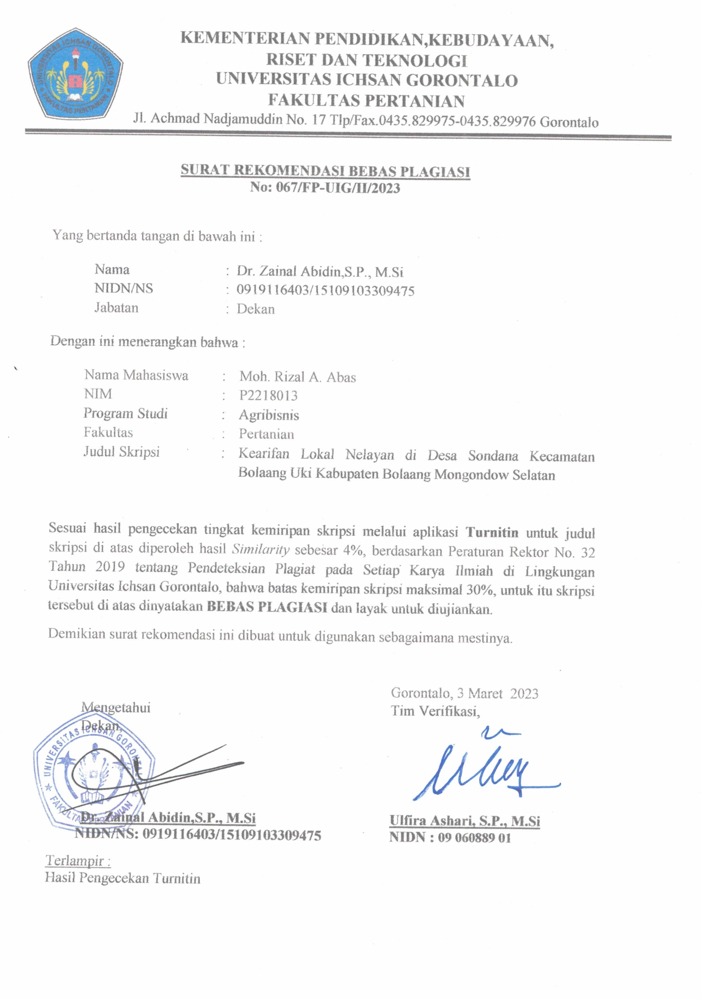 KEMENTERIAN PENDIDIKAN,KEBUDAYAAN,
RISET DAN TEKNOLOGI
UNIVERSITAS ICHSAN GORONTALO
FAKULTAS PERTANIAN
Jl. Achmad Nadjamuddin No. 17 Tlp/Fax.0435.829975-0435.829976 Gorontalo
UNIVERSITAS ICHSAN GORONTALO
FAKULTAS PERTANIAN
SURAT REKOMENDASI BEBAS PLAGIASI
No: 067/FP-UIG/II/2023
Yang bertanda tangan di bawah ini :
Nama : Dr. Zainal Abidin,S.P., M.Si
NIDN/NS : 0919116403/15109103309475
Jabatan : Dekan
Dengan ini menerangkan bahwa :
Nama Mahasiswa : Moh. Rizal A. Abas
NIM : P2218013
Program Studi : Agribisnis
Fakultas : Pertanian
Judul Skripsi : Kearifan Lokal Nelayan di Desa Sondana Kecamatan
Bolaang Uki Kabupaten Bolaang Mongondow Selatan
Sesuai hasil pengecekan tingkat kemiripan skripsi melalui aplikasi Turnitin untuk judul
skripsi di atas diperoleh hasil Similarity sebesar 4%, berdasarkan Peraturan Rektor No. 32
Tahun 2019 tentang Pendeteksian Plagiat pada Setiap Karya Ilmiah di Lingkungan
Universitas Ichsan Gorontalo, bahwa batas kemiripan skripsi maksimal 30%, untuk itu skripsi
tersebut di atas dinyatakan BEBAS PLAGIASI dan layak untuk diujiankan.
Demikian surat rekomendasi ini dibuat untuk digunakan sebagaimana mestinya.
Gorontalo, 3 Maret 2023
Tim Verifikasi,
Mengetahui
Dekan,
UNIVERSITAS ICHSAN GORONTALO
FAKULTAS PERTANIAN
Dr. Zainal Abidin,S.P., M.Si
NIDN/NS: 0919116403/15109103309475
Ulfira Ashari, S.P., M.Si
NIDN : 09 060889 01
Terlampir :
Hasil Pengecekan Turnitin